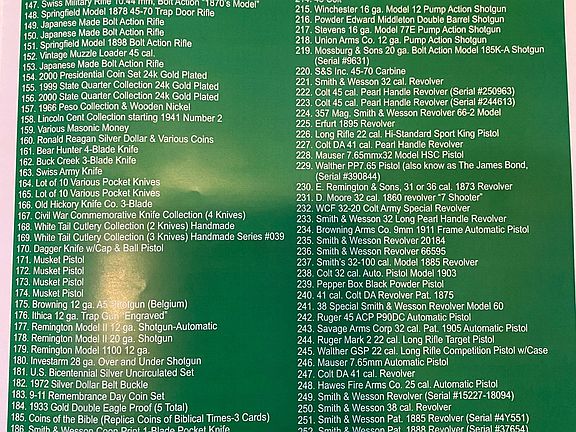 147. Swiss Military Rifle 10.44 mm, Bolt Action "1870's Model"
148. Springfield Model 1878 45-70 Trap Door Rifle
149. Japanese Made Bolt Action Rifle
150. Japanese Made Bolt Action Rifle
151. Springfield Model 1898 Bolt Action Rifle
152. Vintage Muzzle Loader 45 cal.
153. Japanese Made Bolt Action Rifle
154. 2000 Presidential Coin Set 24k Gold Plated
155. 1999 State Quarter Collection 24k Gold Plated
156. 2000 State Quarter Collection 24k Gold Plated
157. 1966 Peso Collection & Wooden Nickel
158. Lincoln Cent Collection starting 1941 Number 2
159. Various Masonic Money
160. Ronald Reagan Silver Dollar & Various Coins
161. Bear Hunter 4-Blade Knife
162. Buck Creek 3-Blade Knife
163. Swiss Army Knife
164. Lot of 10 Various Pocket Knives
165. Lot of 10 Various Pocket Knives
166. Old Hickory Knife Co. 3-Blade
167. Civil War Commemorative Knife Collection (4 Knives)
168. White Tail Cutlery Collection (2 Knives) Handmade
169. White Tail Cutlery Collection (3 Knives) Handmade Series #039
170. Dagger Knife w/Cap & Ball Pistol
171. Musket Pistol
172. Musket Pistol
173. Musket Pistol
174. Musket Pistol
175. Browning 12 ga. A5 Shotgun (Belgium)
176. Ithica 12 ga. Trap Gun "Engraved"
177. Remington Model II 12 ga. Shotgun-Automatic
178. Remington Model II 20 ga. Shotgun
179. Remington Model 1100 12 ga.
180. Investarm 28 ga. Over and Under Shotgun
181. U.S. Bicentennial Silver Uncirculated Set
182. 1972 Silver Dollar Belt Buckle
183. 9-11 Remembrance Day Coin Set
184. 1933 Gold Double Eagle Proof (5 Total)
185. Coins of the Bible (Replica Coins of Biblical Times-3 Cards)
186. Smith & Wesson Coon Print 1-Blade Pocket Knife
215. Winchester 16 ga. Model 12 Pump Action Shotgun
216. Powder Edward Middleton Double Barrel Shotgun
217. Stevens 16 ga. Model 77E Pump Action Shotgun
218. Union Arms Co. 12 ga. Pump Action Shotgun
219. Mossburg & Sons 20 ga. Bolt Action Model 185K-A Shotgun
(Serial #9631)
220. S&S Inc. 45-70 Carbine
221. Smith & Wesson 32 cal. Revolver
222. Colt 45 cal. Pearl Handle Revolver (Serial #250963)
223. Colt 45 cal. Pearl Handle Revolver (Serial #244613)
224. 357 Mag. Smith & Wesson Revolver 66-2 Model
225. Erfurt 1895 Revolver
226. Long Rifle 22 cal. Hi-Standard Sport King Pistol
227. Colt DA 41 cal. Pearl Handle Revolver
228. Mauser 7.65mmx32 Model HSC Pistol
229. Walther PP7.65 Pistol (also know as The James Bond,
(Serial #390844)
230. E. Remington & Sons, 31 or 36 cal. 1873 Revolver
231. D. Moore 32 cal. 1860 revolver "7 Shooter"
232. WCF 32-20 Colt Army Special Revolver
233. Smith & Wesson 32 Long Pearl Handle Revolver
234. Browning Arms Co. 9mm 1911 Frame Automatic Pistol
235. Smith & Wesson Revolver 20184
236. Smith & Wesson Revolver 66595
237. Smith's 32-100 cal. Model 1885 Revolver
238. Colt 32 cal. Auto. Pistol Model 1903
239. Pepper Box Black Powder Pistol
240. 41 cal. Colt DA Revolver Pat. 1875
241. 38 Special Smith & Wesson Revolver Model 60
242. Ruger 45 ACP P90DC Automatic Pistol
243. Savage Arms Corp 32 cal. Pat. 1905 Automatic Pistol
244. Ruger Mark 2 22 cal. Long Rifle Target Pistol
245. Walther GSP 22 cal. Long Rifle Competition Pistol w/Case
246. Mauser 7.65mm Automatic Pistol
247. Colt DA 41 cal. Revolver
248. Hawes Fire Arms Co. 25 cal. Automatic Pistol
249. Smith & Wesson Revolver (Serial #15227-18094)
250. Smith & Wesson 38 cal. Revolver
251. Smith & Wesson Pat. 1885 Revolver (Serial #4Y551)
252. Smith & Wesson Pat. 1888 Revolver (Serial #37654)